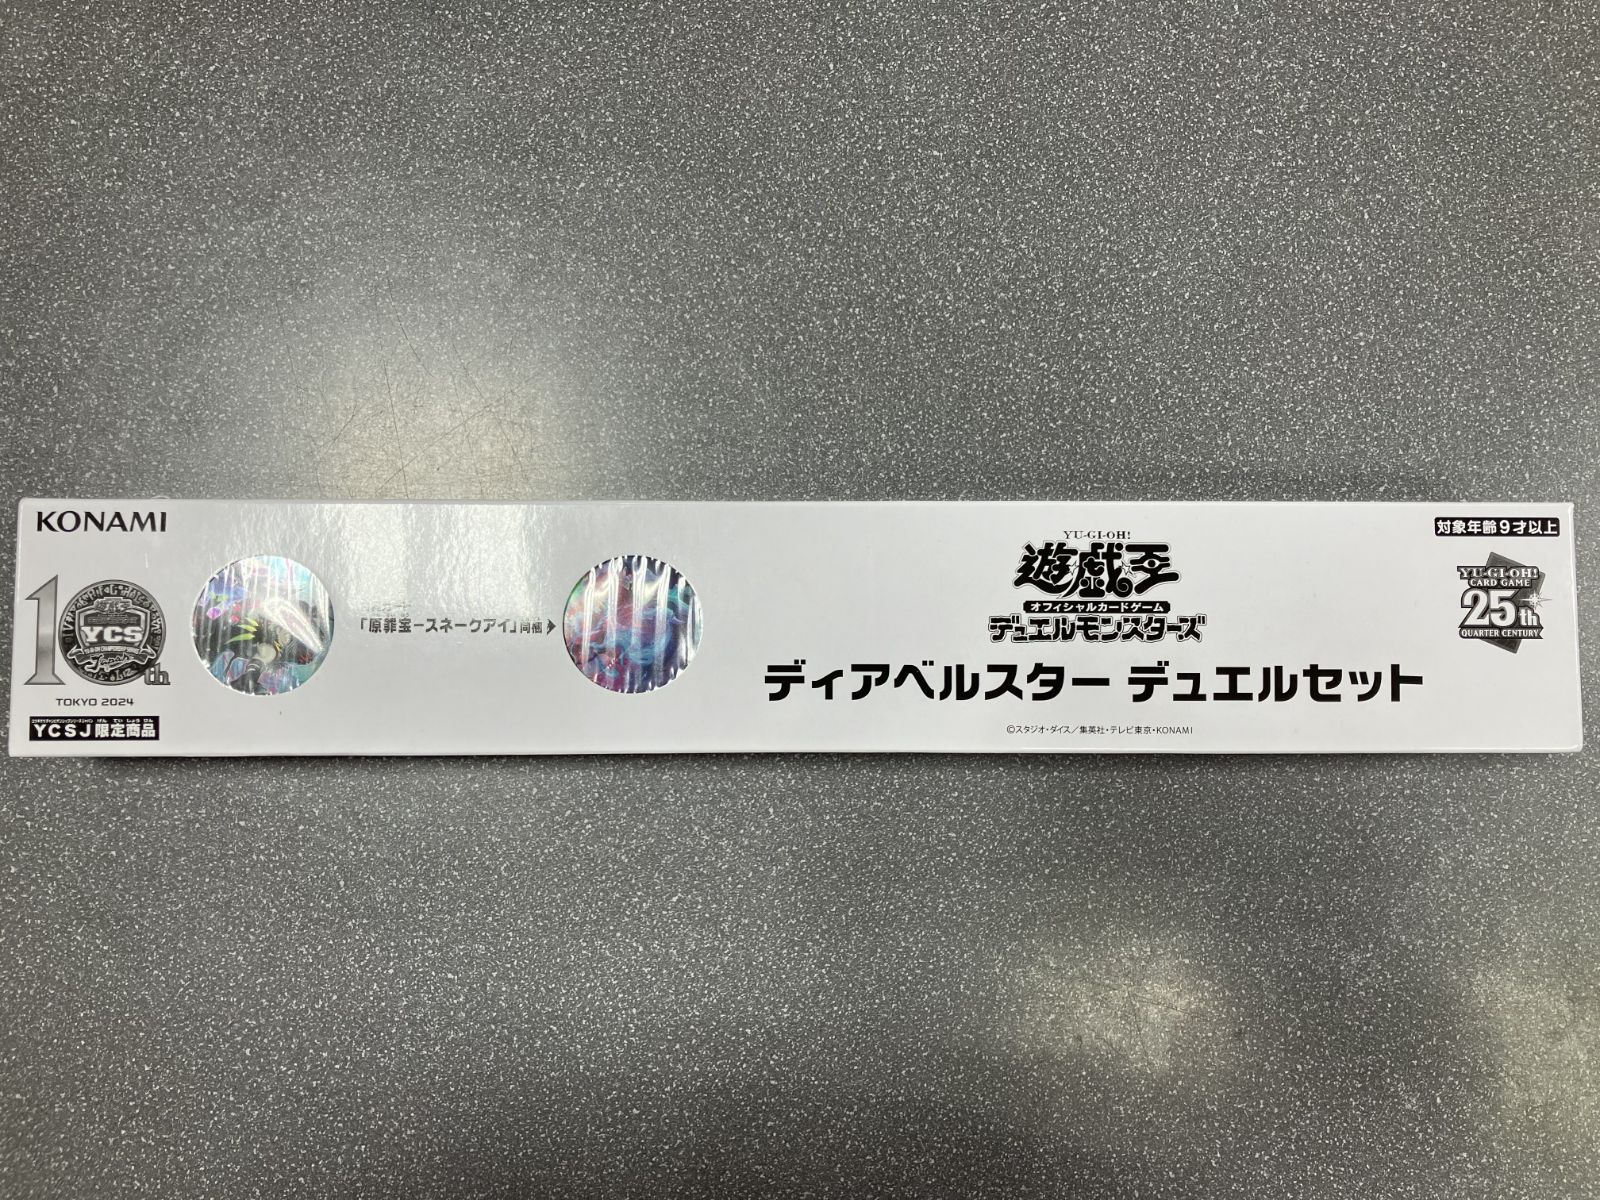 KONAMI
10th
YCS
Japan
TOKYO 2024
YCSJ限定商品
「原罪宝-スネークアイ」同梱
YU-GI-OH!
遊戯王
オフィシャルカードゲーム
デュエルモンスターズ
ディアベルスター デュエルセット
©スタジオ・ダイス／集英社・テレビ東京・KONAMI
対象年齢9才以上
YU-GI-OH!
CARD GAME
25th
QUARTER CENTURY